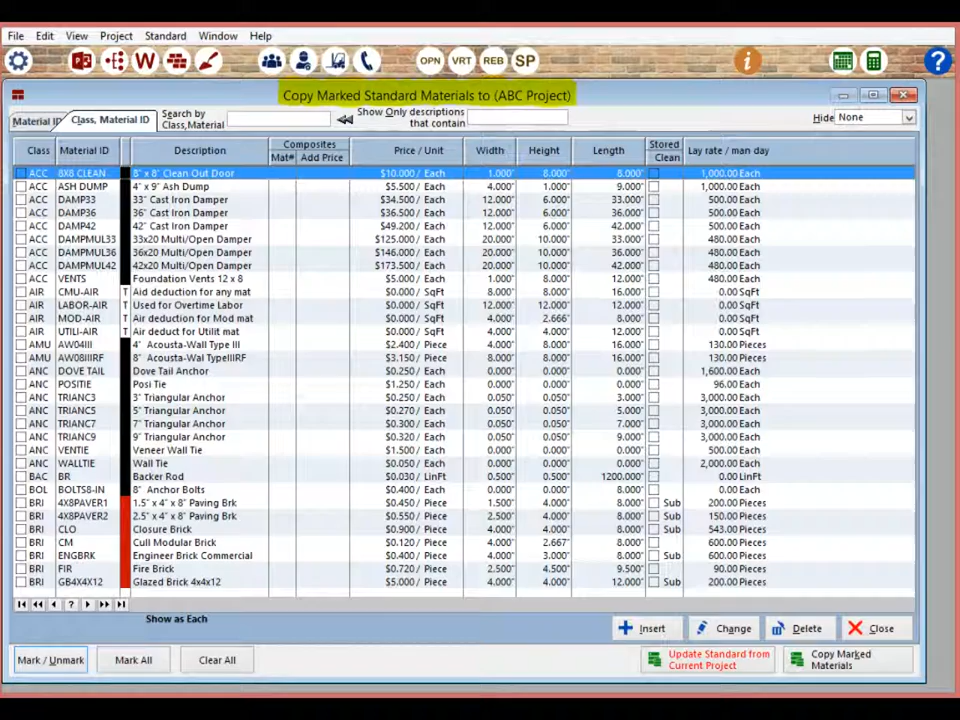 File Edit View Project Standard Window Help
P3 W OPN VRT REB SP i ?
Copy Marked Standard Materials to (ABC Project)
Material ID Class, Material ID Search by Class,Material Show Only descriptions that contain Hide None
Class Material ID Description Composites Mat# Add Price Price / Unit Width Height Length Stored Clean Lay rate / man day
ACC 8X8 CLEAN 8" x 8" Clean Out Door $10.000 / Each 1.000" 8.000" 8.000" 1,000.00 Each
ACC ASH DUMP 4" x 9" Ash Dump $5.500 / Each 4.000" 1.000" 9.000" 1,000.00 Each
ACC DAMP33 33" Cast Iron Damper $34.500 / Each 12.000" 6.000" 33.000" 500.00 Each
ACC DAMP36 36" Cast Iron Damper $36.500 / Each 12.000" 6.000" 36.000" 500.00 Each
ACC DAMP42 42" Cast Iron Damper $49.200 / Each 12.000" 6.000" 42.000" 500.00 Each
ACC DAMPMUL33 33x20 Multi/Open Damper $125.000 / Each 20.000" 10.000" 33.000" 480.00 Each
ACC DAMPMUL36 36x20 Multi/Open Damper $146.000 / Each 20.000" 10.000" 36.000" 480.00 Each
ACC DAMPMUL42 42x20 Multi/Open Damper $173.500 / Each 20.000" 10.000" 42.000" 480.00 Each
ACC VENTS Foundation Vents 12 x 8 $5.000 / Each 1.000" 8.000" 12.000" 480.00 Each
AIR CMU-AIR T Aid deduction for any mat $0.000 / SqFt 8.000" 8.000" 16.000" 0.00 SqFt
AIR LABOR-AIR T Used for Overtime Labor $0.000 / SqFt 12.000" 12.000" 12.000" 0.00 SqFt
AIR MOD-AIR T Air deduction for Mod mat $0.000 / SqFt 4.000" 2.666" 8.000" 0.00 SqFt
AIR UTILI-AIR T Air deduct for Utilit mat $0.000 / SqFt 4.000" 4.000" 12.000" 0.00 SqFt
AMU AW04III 4" Acousta-Wall Type III $2.400 / Piece 4.000" 8.000" 16.000" 130.00 Pieces
AMU AW08IIIRF 8" Acousta-Wal TypeIIIRF $3.150 / Piece 8.000" 8.000" 16.000" 130.00 Pieces
ANC DOVE TAIL Dove Tail Anchor $0.250 / Each 0.000" 0.000" 0.000" 1,600.00 Each
ANC POSITIE Posi Tie $1.250 / Each 0.000" 0.000" 0.000" 96.00 Each
ANC TRIANC3 3" Triangular Anchor $0.250 / Each 0.050" 0.050" 3.000" 3,000.00 Each
ANC TRIANC5 5" Triangular Anchor $0.270 / Each 0.050" 0.050" 5.000" 3,000.00 Each
ANC TRIANC7 7" Triangular Anchor $0.300 / Each 0.050" 0.050" 7.000" 3,000.00 Each
ANC TRIANC9 9" Triangular Anchor $0.320 / Each 0.050" 0.050" 9.000" 3,000.00 Each
ANC VENTIE Veneer Wall Tie $1.500 / Each 0.000" 0.000" 0.000" 500.00 Each
ANC WALLTIE Wall Tie $0.050 / Each 0.000" 0.000" 0.000" 2,000.00 Each
BAC BR Backer Rod $0.030 / LinFt 0.500" 0.500" 1200.000" 0.00 LinFt
BOL BOLTS8-IN 8" Anchor Bolts $0.400 / Each 0.000" 0.000" 8.000" 0.00 Each
BRI 4X8PAVER1 1.5" x 4" x 8" Paving Brk $0.450 / Piece 1.500" 4.000" 8.000" Sub 200.00 Pieces
BRI 4X8PAVER2 2.5" x 4" x 8" Paving Brk $0.550 / Piece 2.500" 4.000" 8.000" Sub 150.00 Pieces
BRI CLO Closure Brick $0.900 / Piece 4.000" 4.000" 8.000" Sub 543.00 Pieces
BRI CM Cull Modular Brick $0.120 / Piece 4.000" 2.667" 8.000" 600.00 Pieces
BRI ENGBRK Engineer Brick Commercial $0.400 / Piece 4.000" 3.000" 8.000" Sub 600.00 Pieces
BRI FIR Fire Brick $0.720 / Piece 2.500" 4.500" 9.500" 90.00 Pieces
BRI GB4X4X12 Glazed Brick 4x4x12 $5.000 / Piece 4.000" 4.000" 12.000" Sub 200.00 Pieces
?
Show as Each
Insert Change Delete Close
Mark / Unmark Mark All Clear All Update Standard from Current Project Copy Marked Materials